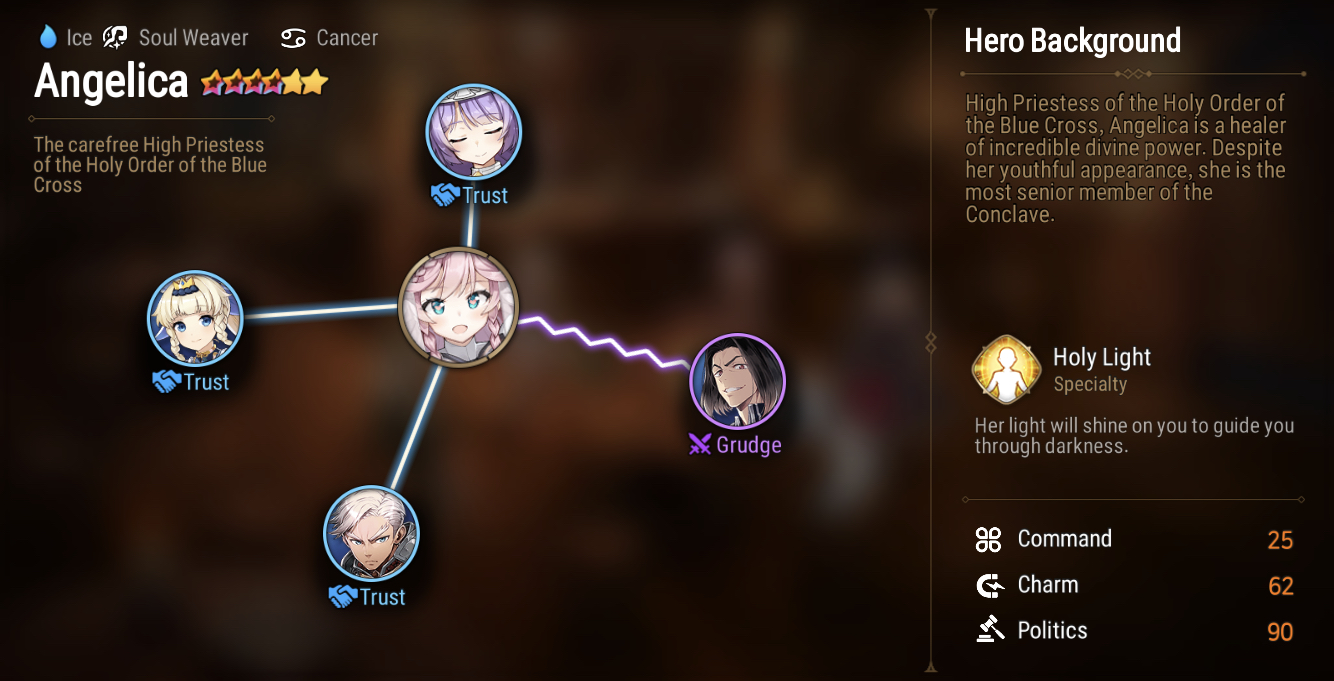 Ice Soul Weaver Cancer
Angelica
The carefree High Priestess
of the Holy Order of the Blue
Cross
Trust
Trust
Grudge
Trust
Hero Background
High Priestess of the Holy Order of
the Blue Cross, Angelica is a healer
of incredible divine power. Despite
her youthful appearance, she is the
most senior member of the
Conclave.
Holy Light
Specialty
Her light will shine on you to guide you
through darkness.
Command 25
Charm 62
Politics 90